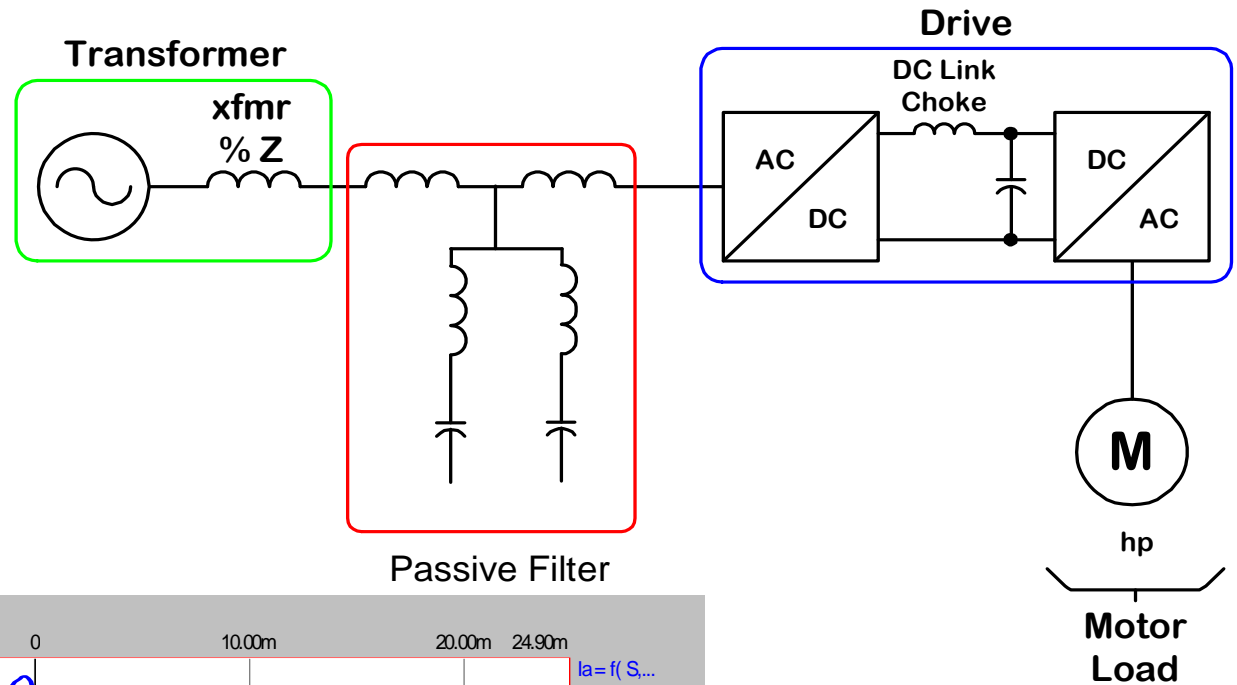 Drive
Transformer
DC Link
Choke
xfmr
% Z
AC
DC
DC
AC
M
hp
Passive Filter
Motor
Load
0 10.00m 20.00m 24.90m
Ia= f( S,...